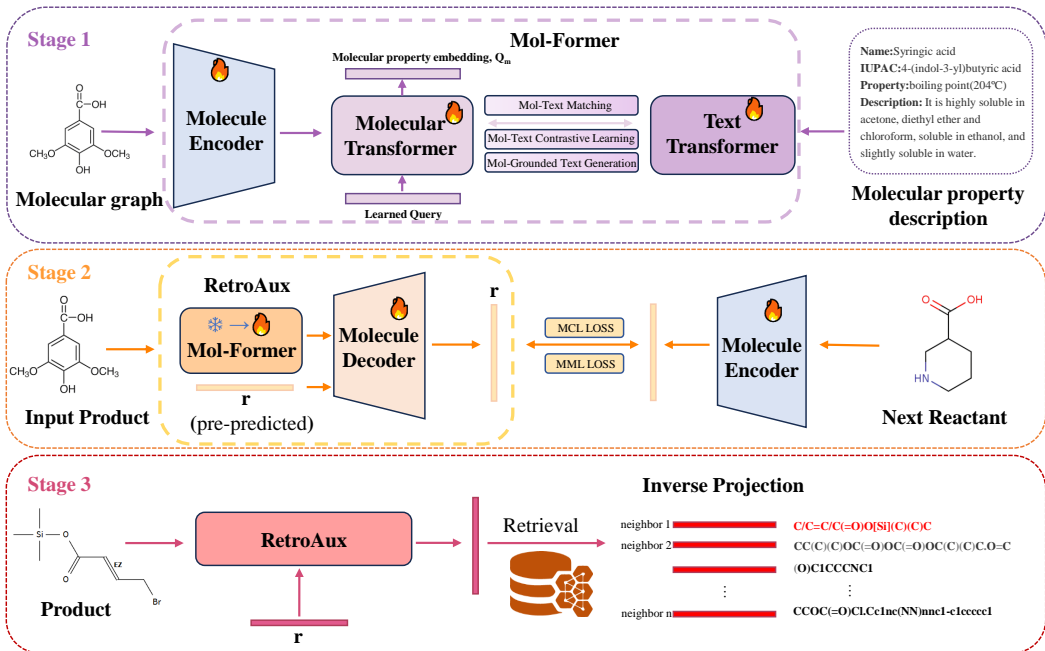 Stage 1
Mol-Former
Molecular property embedding, Qm
Molecule
Encoder
Molecular
Transformer
Mol-Text Matching
Mol-Text Contrastive Learning
Mol-Grounded Text Generation
Text
Transformer
Learned Query
O
OH
CH₃O
OCH₃
OH
Molecular graph
Name:Syringic acid
IUPAC:4-(indol-3-yl)butyric acid
Property:boiling point(204℃)
Description: It is highly soluble in
acetone, diethyl ether and
chloroform, soluble in ethanol, and
slightly soluble in water.
Molecular property
description
Stage 2
RetroAux
O
OH
CH₃O
OCH₃
OH
Input Product
Mol-Former
r
(pre-predicted)
Molecule
Decoder
r
MCL LOSS
MML LOSS
Molecule
Encoder
O
OH
HN
Next Reactant
Stage 3
Si
O
O
EZ
Br
Product
RetroAux
r
Retrieval
Inverse Projection
neighbor 1
C/C=C/C(=O)O[Si](C)(C)C
neighbor 2
CC(C)(C)OC(=O)OC(=O)OC(C)(C)C.O=C
(O)C1CCCNC1
⋮ ⋮
neighbor n
CCOC(=O)Cl.Cc1nc(NN)nnc1-c1ccccc1